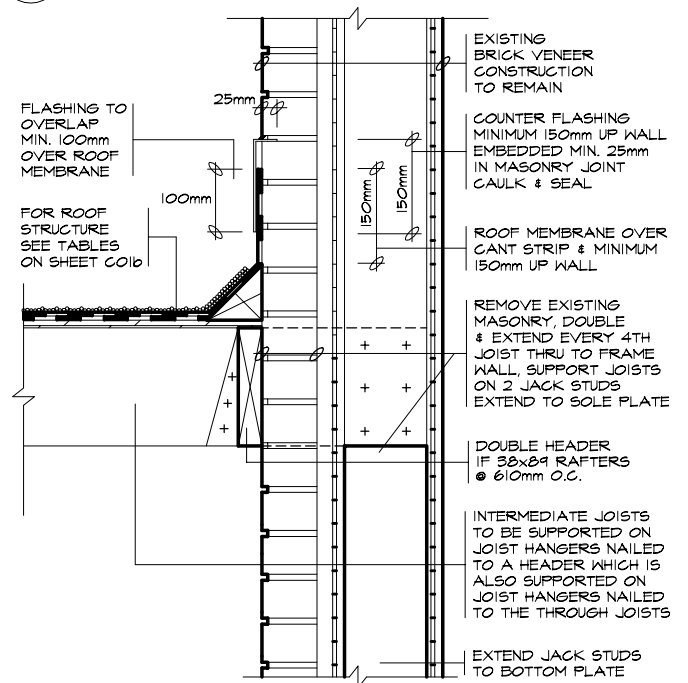 EXISTING
BRICK VENEER
CONSTRUCTION
TO REMAIN
25mm
FLASHING TO
OVERLAP
MIN. 100mm
OVER ROOF
MEMBRANE
COUNTER FLASHING
MINIMUM 150mm UP WALL
EMBEDDED MIN. 25mm
IN MASONRY JOINT
CAULK & SEAL
100mm
150mm
150mm
FOR ROOF
STRUCTURE
SEE TABLES
ON SHEET C01b
ROOF MEMBRANE OVER
CANT STRIP & MINIMUM
150mm UP WALL
REMOVE EXISTING
MASONRY, DOUBLE
& EXTEND EVERY 4TH
JOIST THRU TO FRAME
WALL, SUPPORT JOISTS
ON 2 JACK STUDS
EXTEND TO SOLE PLATE
DOUBLE HEADER
IF 38x89 RAFTERS
@ 610mm O.C.
INTERMEDIATE JOISTS
TO BE SUPPORTED ON
JOIST HANGERS NAILED
TO A HEADER WHICH IS
ALSO SUPPORTED ON
JOIST HANGERS NAILED
TO THE THROUGH JOISTS
EXTEND JACK STUDS
TO BOTTOM PLATE